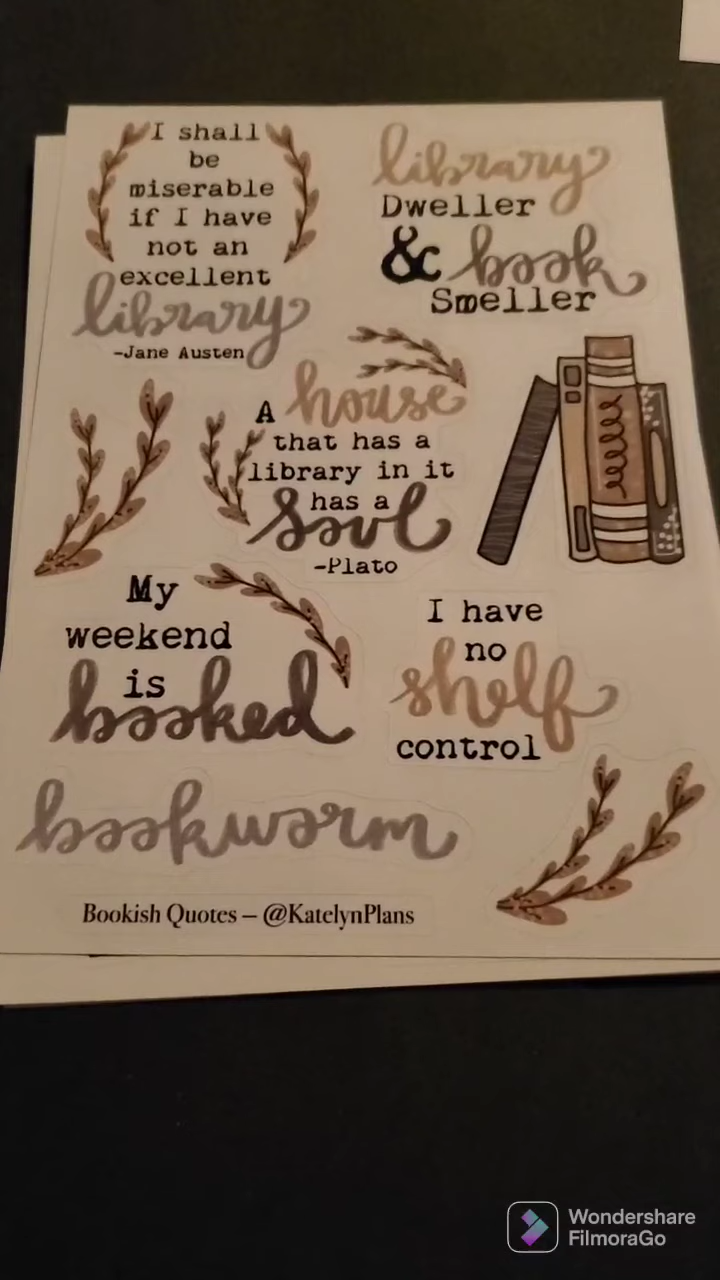 I shall
be
miserable
if I have
not an
excellent
library
-Jane Austen
library
Dweller
& book
Smeller
A house
that has a
library in it
has a
soul
-Plato
My
weekend
is
booked
I have
no
shelf
control
bookworm
Bookish Quotes – @KatelynPlans
Wondershare
FilmoraGo